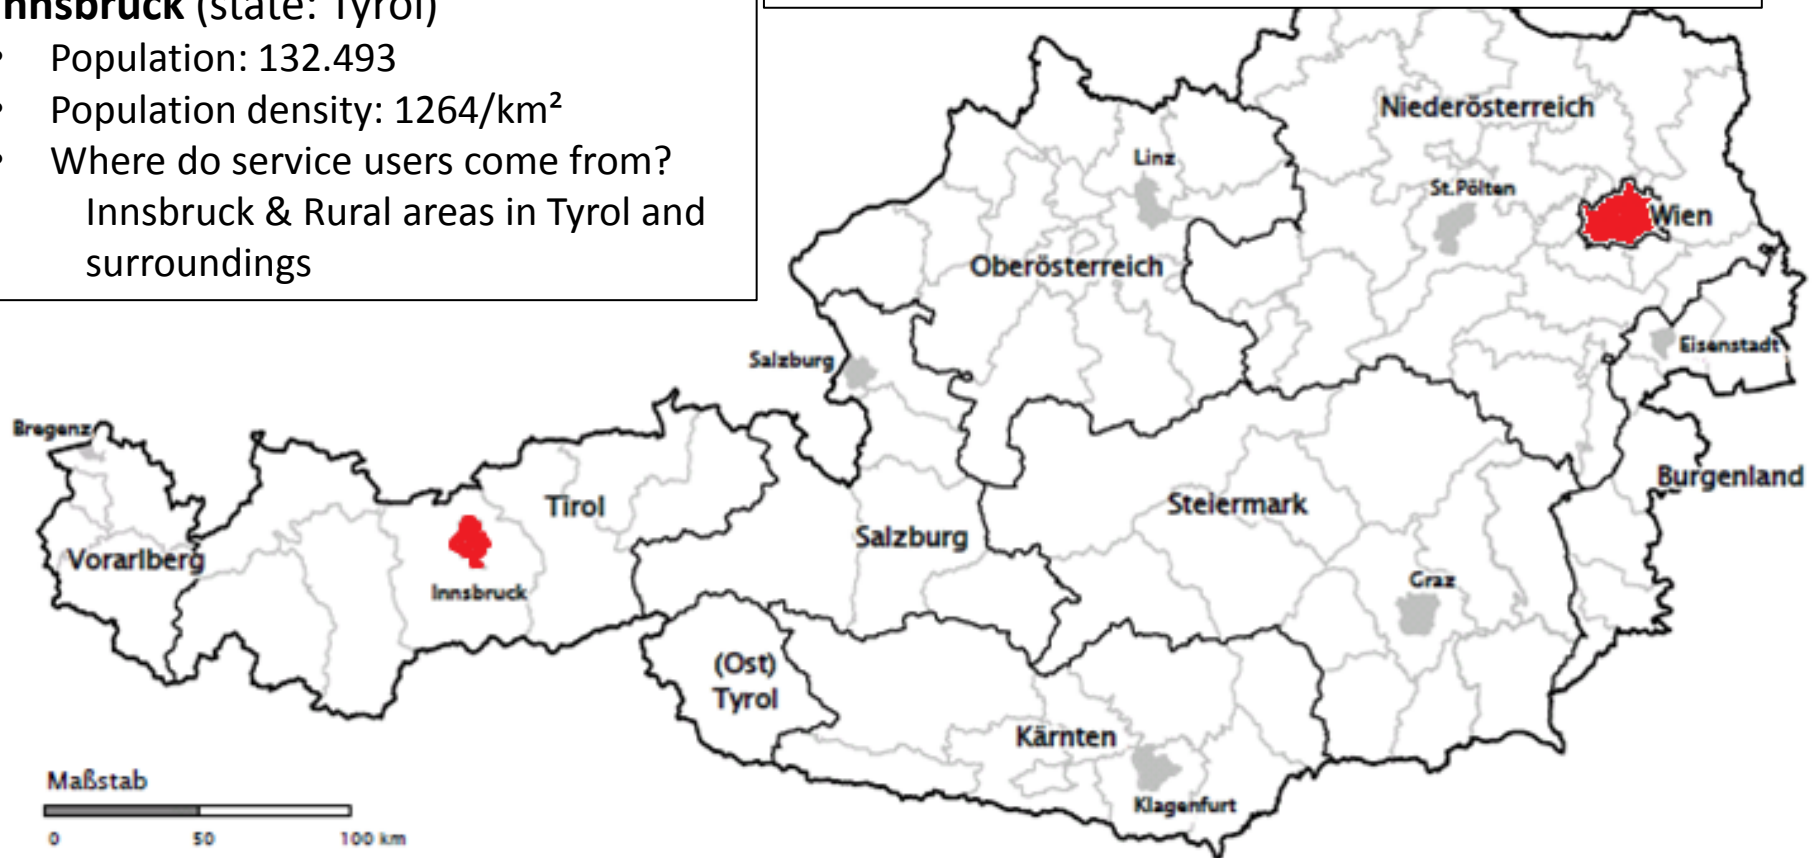 nnsbruck (state: Tyrol)
• Population: 132.493
• Population density: 1264/km²
• Where do service users come from?
Innsbruck & Rural areas in Tyrol and
surroundings
Niederösterreich
Linz
St.Pölten
Wien
Oberösterreich
Salzburg
Eisenstadt
Bregenz
Burgenland
Tirol
Steiermark
Salzburg
Vorarlberg
Innsbruck
Graz
(Ost)
Tyrol
Kärnten
Klagenfurt
Maßstab
0 50 100 km